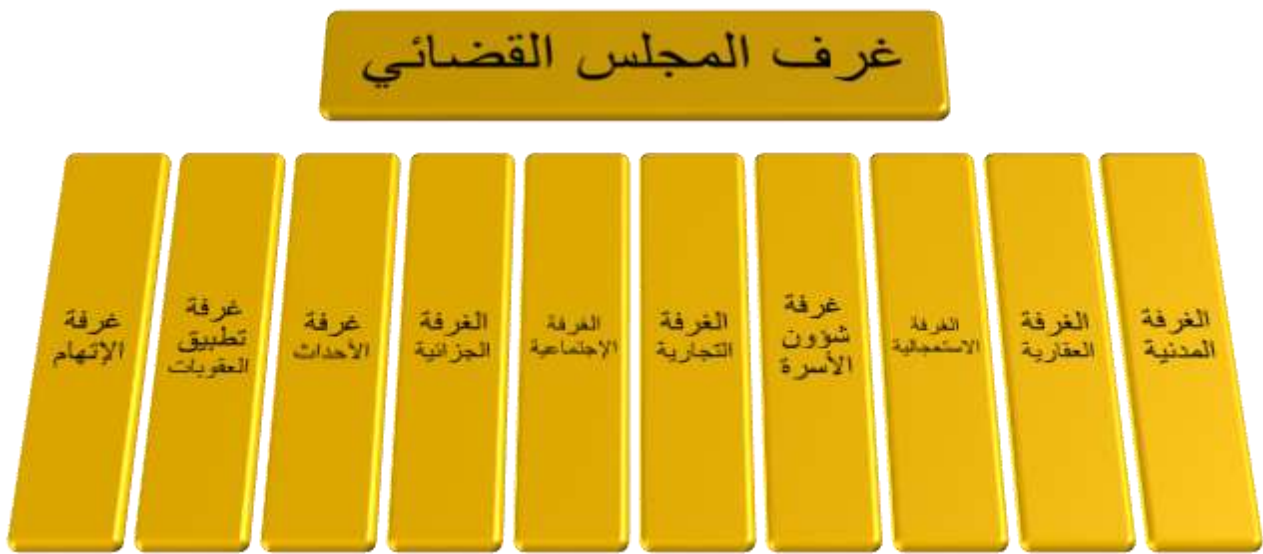 غرف المجلس القضائي
الغرفة
المدنية
الغرفة
العقارية
الغرفة
الاستعجالية
غرفة
شؤون
الأسرة
الغرفة
التجارية
الغرفة
الإجتماعية
الغرفة
الجزائية
غرفة
الأحداث
غرفة
تطبيق
العقوبات
غرفة
الإتهام